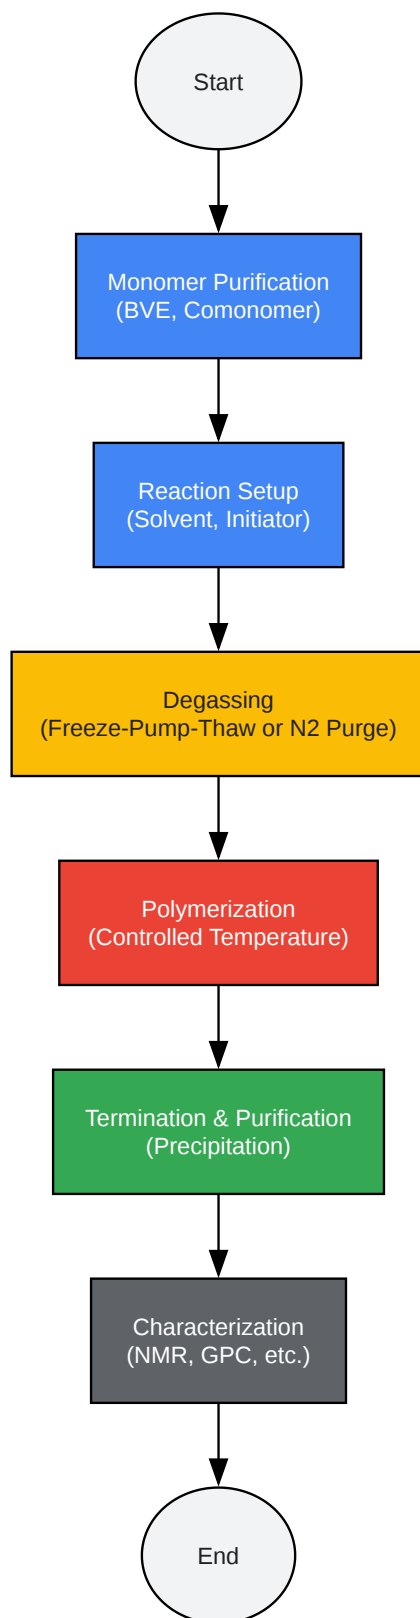 Start
Monomer Purification
(BVE, Comonomer)
Reaction Setup
(Solvent, Initiator)
Degassing
(Freeze-Pump-Thaw or N2 Purge)
Polymerization
(Controlled Temperature)
Termination & Purification
(Precipitation)
Characterization
(NMR, GPC, etc.)
End